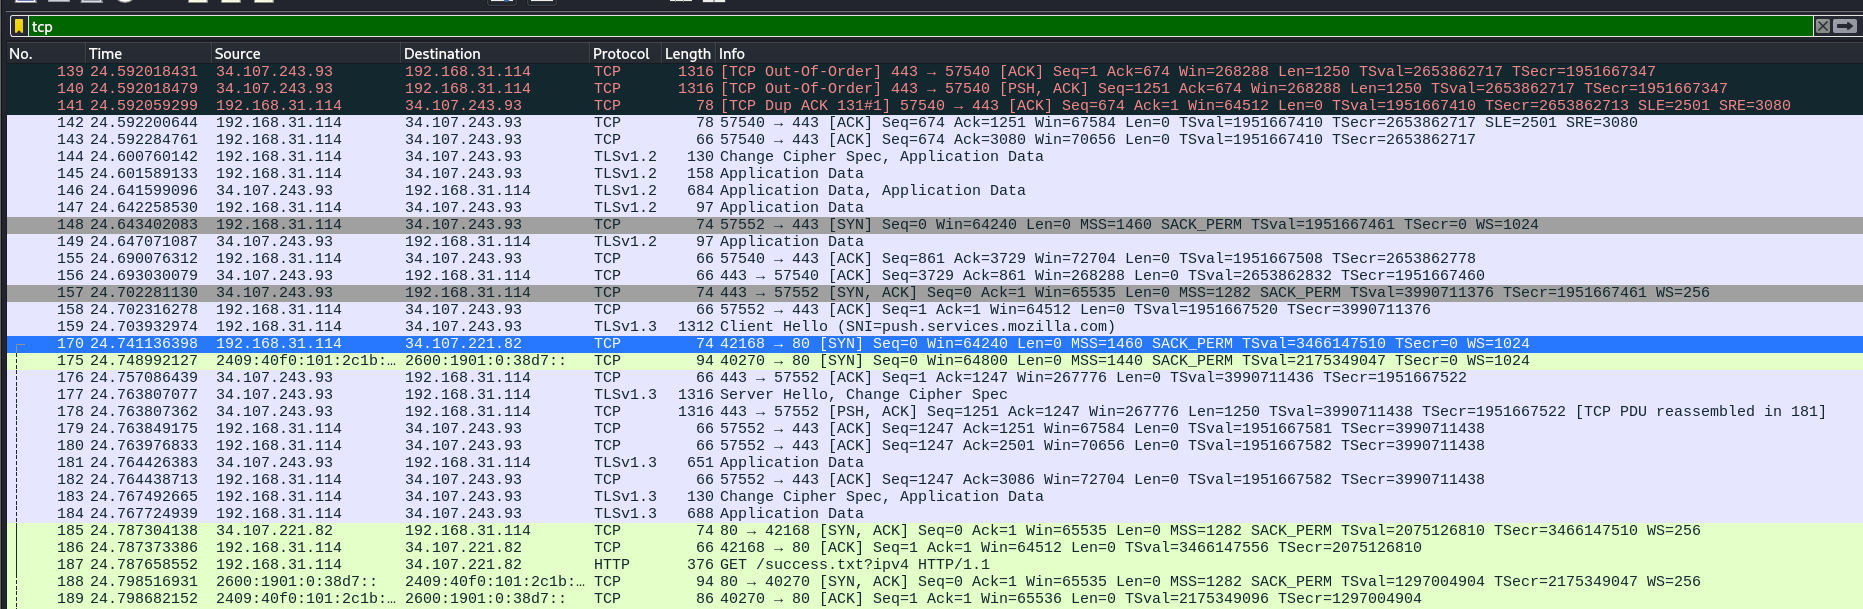 tcp
No. Time Source Destination Protocol Length Info
139 24.592018431 34.107.243.93 192.168.31.114 TCP 1316 [TCP Out-Of-Order] 443 → 57540 [ACK] Seq=1 Ack=674 Win=268288 Len=1250 TSval=2653862717 TSecr=1951667347
140 24.592018479 34.107.243.93 192.168.31.114 TCP 1316 [TCP Out-Of-Order] 443 → 57540 [PSH, ACK] Seq=1251 Ack=674 Win=268288 Len=1250 TSval=2653862717 TSecr=1951667347
141 24.592059299 192.168.31.114 34.107.243.93 TCP 78 [TCP Dup ACK 131#1] 57540 → 443 [ACK] Seq=674 Ack=1 Win=64512 Len=0 TSval=1951667410 TSecr=2653862713 SLE=2501 SRE=3080
142 24.592200644 192.168.31.114 34.107.243.93 TCP 78 57540 → 443 [ACK] Seq=674 Ack=1251 Win=67584 Len=0 TSval=1951667410 TSecr=2653862717 SLE=2501 SRE=3080
143 24.592284761 192.168.31.114 34.107.243.93 TCP 66 57540 → 443 [ACK] Seq=674 Ack=3080 Win=70656 Len=0 TSval=1951667410 TSecr=2653862717
144 24.600760142 192.168.31.114 34.107.243.93 TLSv1.2 130 Change Cipher Spec, Application Data
145 24.601589133 192.168.31.114 34.107.243.93 TLSv1.2 158 Application Data
146 24.641599096 34.107.243.93 192.168.31.114 TLSv1.2 684 Application Data, Application Data
147 24.642258530 192.168.31.114 34.107.243.93 TLSv1.2 97 Application Data
148 24.643402083 192.168.31.114 34.107.243.93 TCP 74 57552 → 443 [SYN] Seq=0 Win=64240 Len=0 MSS=1460 SACK_PERM TSval=1951667461 TSecr=0 WS=1024
149 24.647071087 34.107.243.93 192.168.31.114 TLSv1.2 97 Application Data
155 24.690076312 192.168.31.114 34.107.243.93 TCP 66 57540 → 443 [ACK] Seq=861 Ack=3729 Win=72704 Len=0 TSval=1951667508 TSecr=2653862778
156 24.693030079 34.107.243.93 192.168.31.114 TCP 66 443 → 57540 [ACK] Seq=3729 Ack=861 Win=268288 Len=0 TSval=2653862832 TSecr=1951667460
157 24.702281130 34.107.243.93 192.168.31.114 TCP 74 443 → 57552 [SYN, ACK] Seq=0 Ack=1 Win=65535 Len=0 MSS=1282 SACK_PERM TSval=3990711376 TSecr=1951667461 WS=256
158 24.702316278 192.168.31.114 34.107.243.93 TCP 66 57552 → 443 [ACK] Seq=1 Ack=1 Win=64512 Len=0 TSval=1951667520 TSecr=3990711376
159 24.703932974 192.168.31.114 34.107.243.93 TLSv1.3 1312 Client Hello (SNI=push.services.mozilla.com)
170 24.741136398 192.168.31.114 34.107.221.82 TCP 74 42168 → 80 [SYN] Seq=0 Win=64240 Len=0 MSS=1460 SACK_PERM TSval=3466147510 TSecr=0 WS=1024
175 24.748992127 2409:40f0:101:2c1b:… 2600:1901:0:38d7:: TCP 94 40270 → 80 [SYN] Seq=0 Win=64800 Len=0 MSS=1440 SACK_PERM TSval=2175349047 TSecr=0 WS=1024
176 24.757086439 34.107.243.93 192.168.31.114 TCP 66 443 → 57552 [ACK] Seq=1 Ack=1247 Win=267776 Len=0 TSval=3990711436 TSecr=1951667522
177 24.763807077 34.107.243.93 192.168.31.114 TLSv1.3 1316 Server Hello, Change Cipher Spec
178 24.763807362 34.107.243.93 192.168.31.114 TCP 1316 443 → 57552 [PSH, ACK] Seq=1251 Ack=1247 Win=267776 Len=1250 TSval=3990711438 TSecr=1951667522 [TCP PDU reassembled in 181]
179 24.763849175 192.168.31.114 34.107.243.93 TCP 66 57552 → 443 [ACK] Seq=1247 Ack=1251 Win=67584 Len=0 TSval=1951667581 TSecr=3990711438
180 24.763976833 192.168.31.114 34.107.243.93 TCP 66 57552 → 443 [ACK] Seq=1247 Ack=2501 Win=70656 Len=0 TSval=1951667582 TSecr=3990711438
181 24.764426383 34.107.243.93 192.168.31.114 TLSv1.3 651 Application Data
182 24.764438713 192.168.31.114 34.107.243.93 TCP 66 57552 → 443 [ACK] Seq=1247 Ack=3086 Win=72704 Len=0 TSval=1951667582 TSecr=3990711438
183 24.767492665 192.168.31.114 34.107.243.93 TLSv1.3 130 Change Cipher Spec, Application Data
184 24.767724939 192.168.31.114 34.107.243.93 TLSv1.3 688 Application Data
185 24.787304138 34.107.221.82 192.168.31.114 TCP 74 80 → 42168 [SYN, ACK] Seq=0 Ack=1 Win=65535 Len=0 MSS=1282 SACK_PERM TSval=2075126810 TSecr=3466147510 WS=256
186 24.787373386 192.168.31.114 34.107.221.82 TCP 66 42168 → 80 [ACK] Seq=1 Ack=1 Win=64512 Len=0 TSval=3466147556 TSecr=2075126810
187 24.787658552 192.168.31.114 34.107.221.82 HTTP 376 GET /success.txt?ipv4 HTTP/1.1
188 24.798516931 2600:1901:0:38d7:: 2409:40f0:101:2c1b:… TCP 94 80 → 40270 [SYN, ACK] Seq=0 Ack=1 Win=65535 Len=0 MSS=1282 SACK_PERM TSval=1297004904 TSecr=2175349047 WS=256
189 24.798682152 2409:40f0:101:2c1b:… 2600:1901:0:38d7:: TCP 86 40270 → 80 [ACK] Seq=1 Ack=1 Win=65536 Len=0 TSval=2175349096 TSecr=1297004904